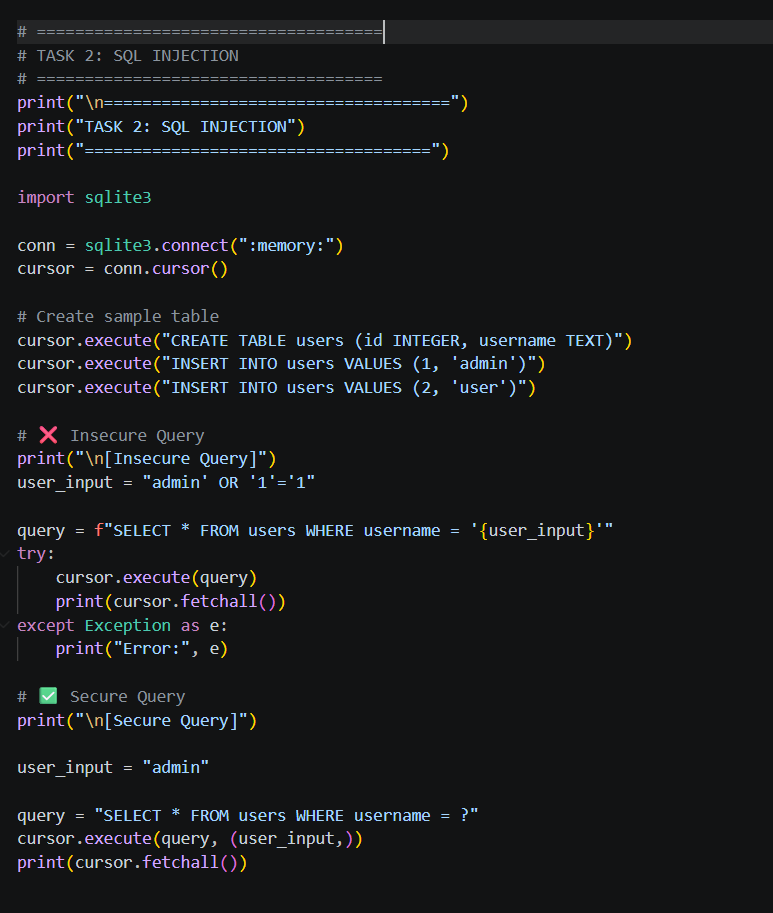 # ====================================
# TASK 2: SQL INJECTION
# ====================================
print("\n====================================")
print("TASK 2: SQL INJECTION")
print("====================================")

import sqlite3

conn = sqlite3.connect(":memory:")
cursor = conn.cursor()

# Create sample table
cursor.execute("CREATE TABLE users (id INTEGER, username TEXT)")
cursor.execute("INSERT INTO users VALUES (1, 'admin')")
cursor.execute("INSERT INTO users VALUES (2, 'user')")

# ❌ Insecure Query
print("\n[Insecure Query]")
user_input = "admin' OR '1'='1"

query = f"SELECT * FROM users WHERE username = '{user_input}'"
try:
    cursor.execute(query)
    print(cursor.fetchall())
except Exception as e:
    print("Error:", e)

# ✅ Secure Query
print("\n[Secure Query]")

user_input = "admin"

query = "SELECT * FROM users WHERE username = ?"
cursor.execute(query, (user_input,))
print(cursor.fetchall())